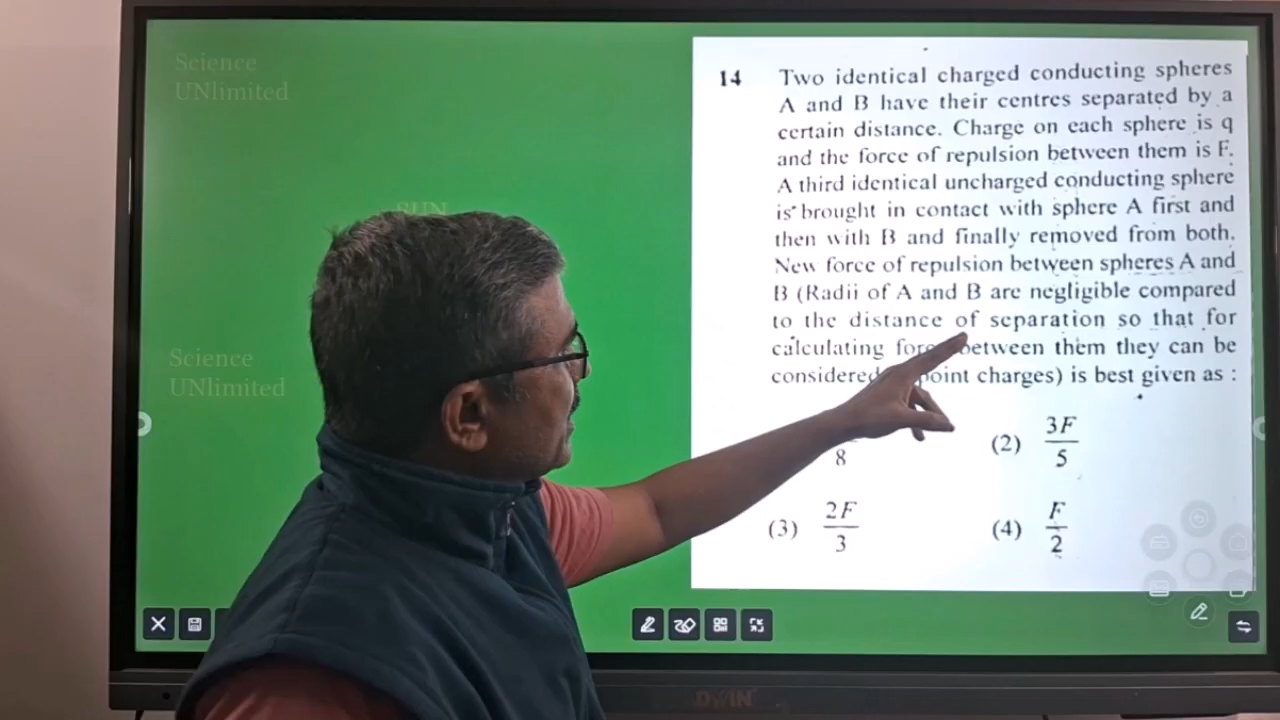 Science
UNlimited
SUN
Science
UNlimited
14 Two identical charged conducting spheres
A and B have their centres separated by a
certain distance. Charge on each sphere is q
and the force of repulsion between them is F.
A third identical uncharged conducting sphere
is brought in contact with sphere A first and
then with B and finally removed from both.
New force of repulsion between spheres A and
B (Radii of A and B are negligible compared
to the distance of separation so that for
calculating between them they can be
considered point charges) is best given as :
8
(2) 3F
5
(3) 2F
3
(4) F
2
DWIN